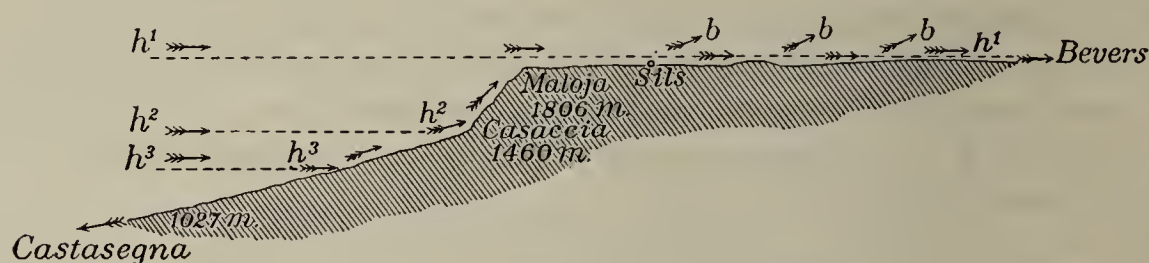 h¹ b b b h¹
Bevers
Sils
Maloja
1806 m.
h² h²
Casaccia
1460 m.
h³ h³
1027 m.
Castasegna